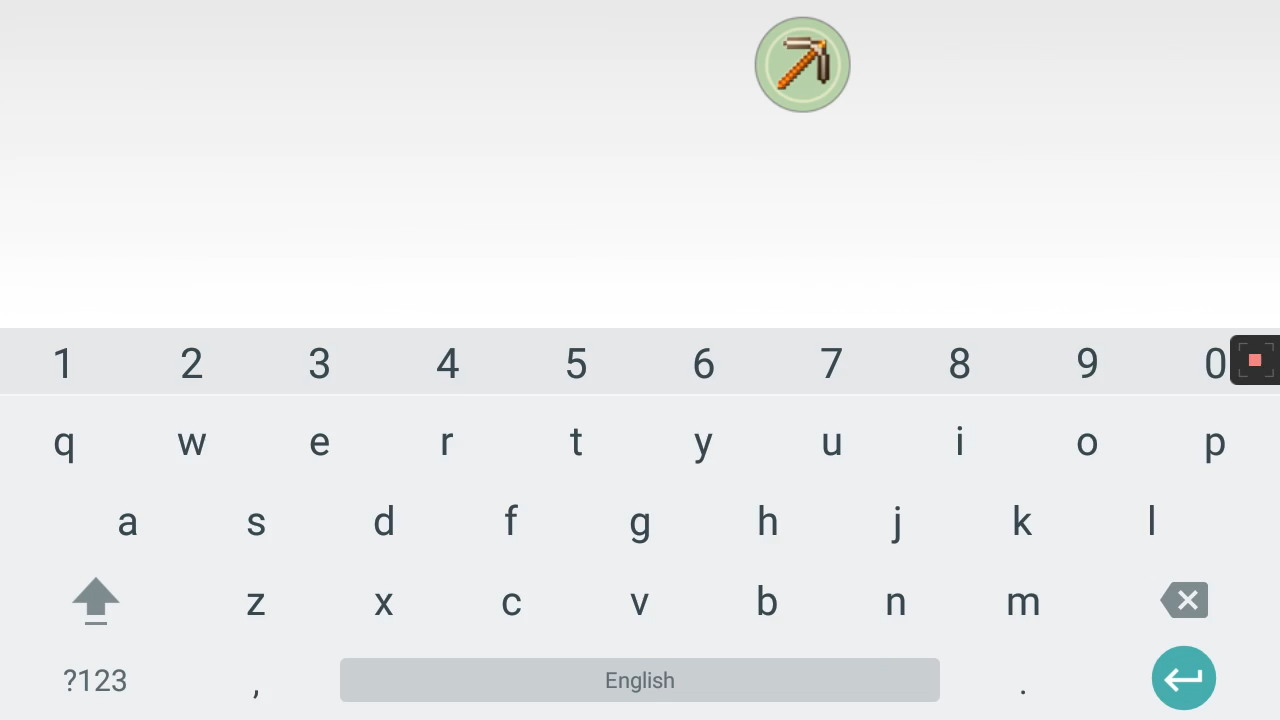 1 2 3 4 5 6 7 8 9 0
q w e r t y u i o p
a s d f g h j k l
z x c v b n m
?123 , English .